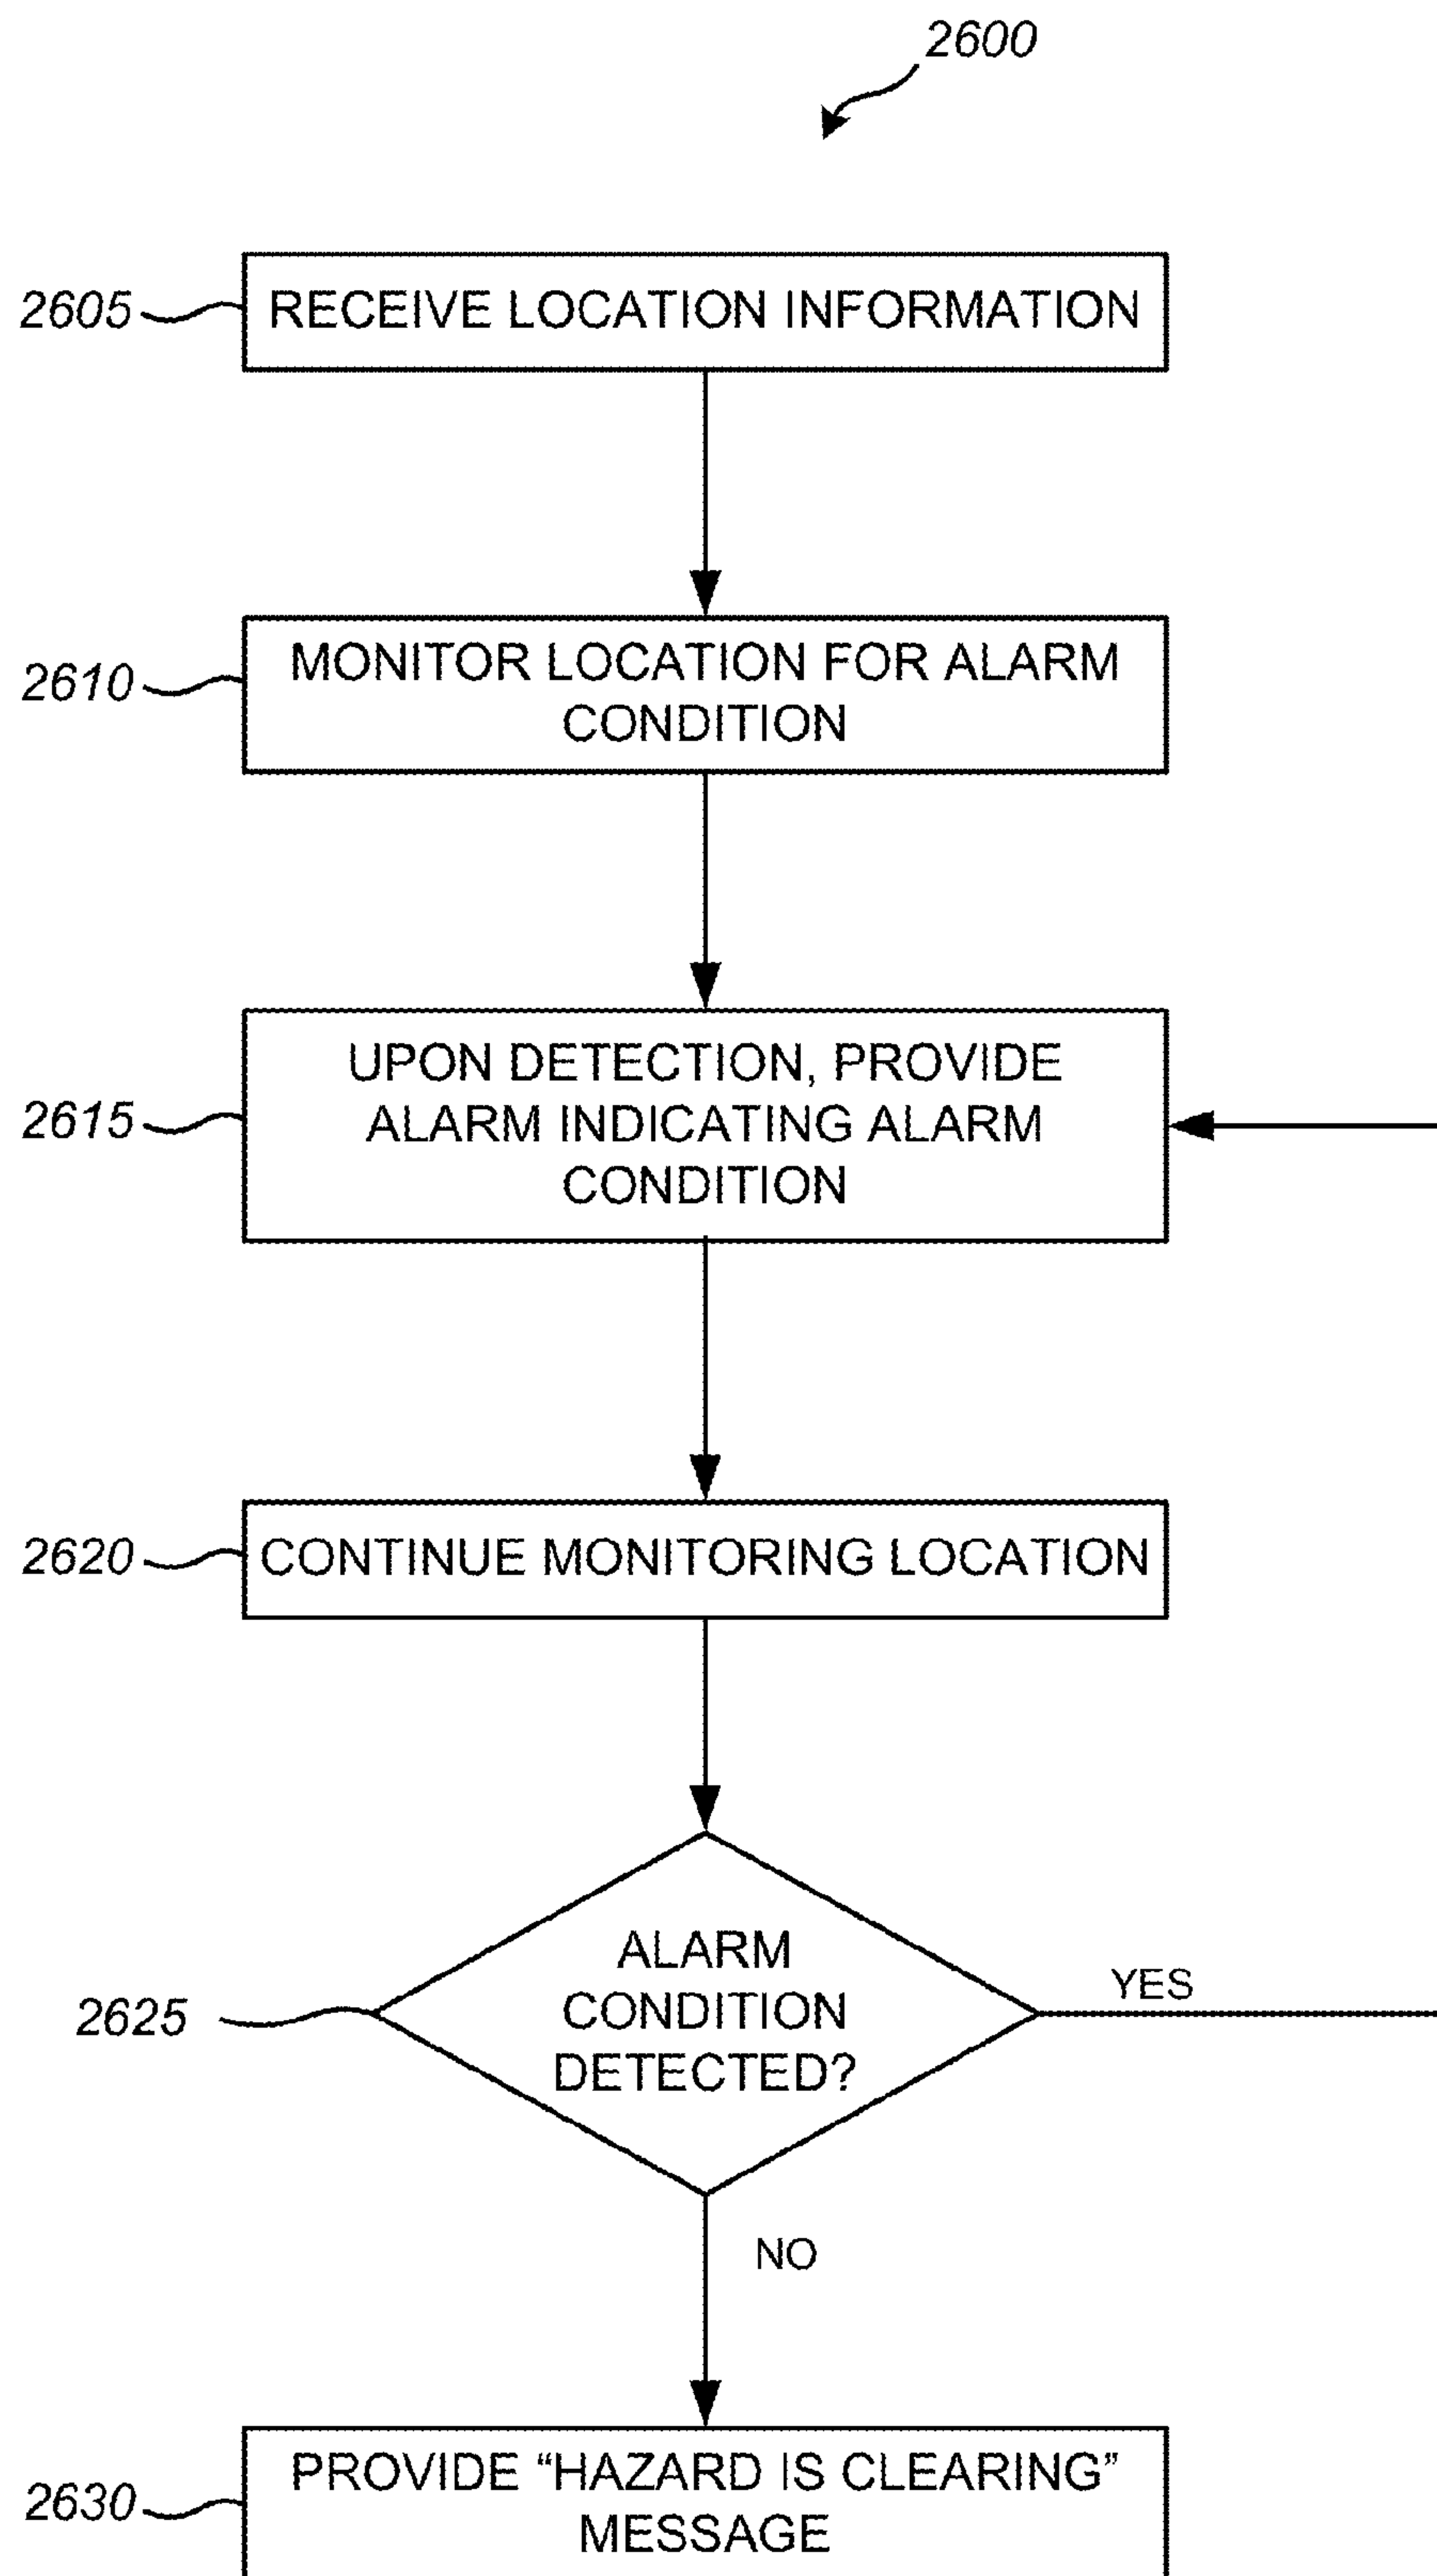 2600
2605
RECEIVE LOCATION INFORMATION
2610
MONITOR LOCATION FOR ALARM
CONDITION
2615
UPON DETECTION, PROVIDE
ALARM INDICATING ALARM
CONDITION
2620
CONTINUE MONITORING LOCATION
2625
ALARM
CONDITION
DETECTED?
YES
NO
2630
PROVIDE “HAZARD IS CLEARING”
MESSAGE